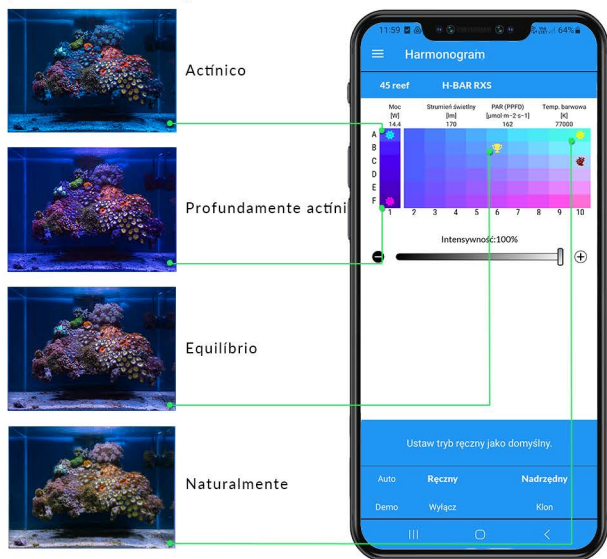 Actínico
Profundamente actíni
Equilíbrio
Naturalmente
11:59
64%
Harmonogram
45 reef
H-BAR RXS
Moc
[W]
14.4
Strumień świetlny
[lm]
170
PAR (PPFD)
[μmol·m-2 s-1]
162
Temp. barwowa
[K]
77000
A
B
C
D
E
F
1 2 3 4 5 6 7 8 9 10
Intensywność:100%
Ustaw tryb ręczny jako domyślny.
Auto Ręczny Nadrzędny
Demo Wyłącz Klon